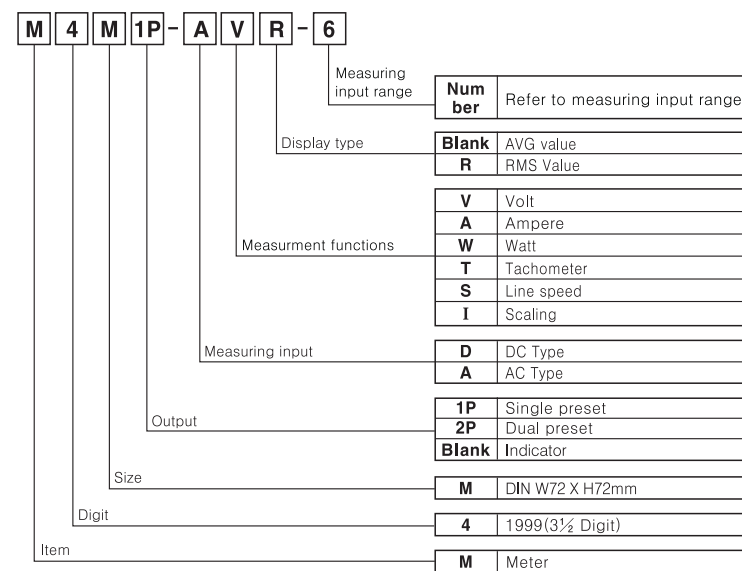 M 4 M 1P - A V R - 6
Measuring
input range
Num
ber
Refer to measuring input range
Display type
Blank AVG value
R RMS Value
Measurment functions
V Volt
A Ampere
W Watt
T Tachometer
S Line speed
I Scaling
Measuring input
D DC Type
A AC Type
Output
1P Single preset
2P Dual preset
Blank Indicator
Size
M DIN W72 X H72mm
Digit
4 1999(3½ Digit)
Item
M Meter